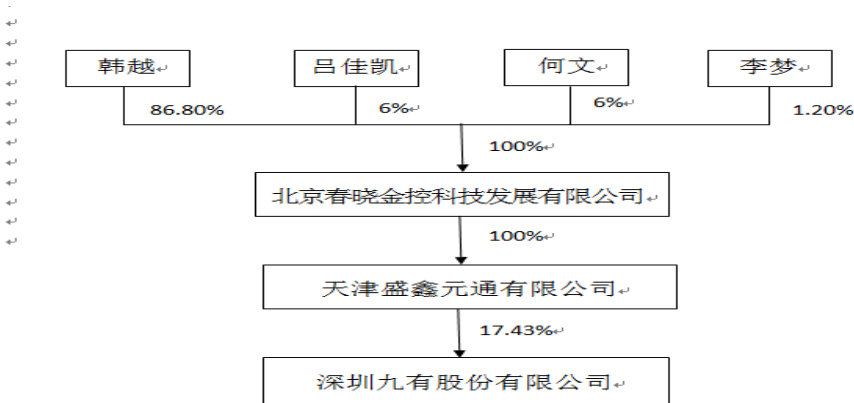 韩越 吕佳凯 何文 李梦
86.80% 6% 6% 1.20%
100%
北京春晓金控科技发展有限公司
100%
天津盛鑫元通有限公司
17.43%
深圳九有股份有限公司